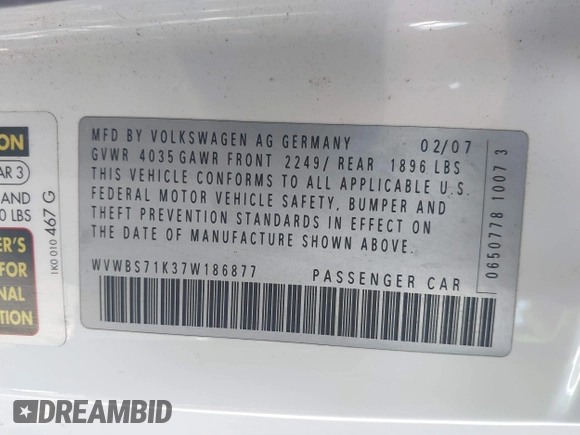 MFD BY VOLKSWAGEN AG GERMANY 02/07
GVWR 4035 GAWR FRONT 2249/ REAR 1896 LBS
THIS VEHICLE CONFORMS TO ALL APPLICABLE U.S.
FEDERAL MOTOR VEHICLE SAFETY, BUMPER AND
THEFT PREVENTION STANDARDS IN EFFECT ON
THE DATE OF MANUFACTURE SHOWN ABOVE.
WVWBS71K37W186877 PASSENGER CAR
0650778 1007 3
ON
AR 3
AND
0 LBS
1K0 010 467 G
R'S
FOR
NAL
TION
DREAMBID